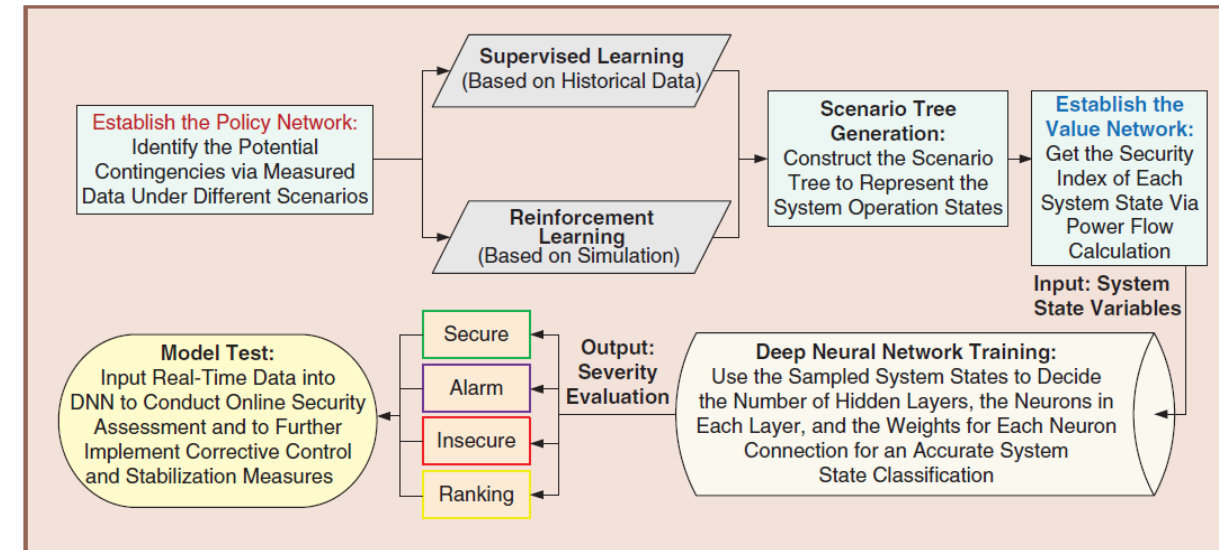 Establish the Policy Network:
Identify the Potential
Contingencies via Measured
Data Under Different Scenarios
Supervised Learning
(Based on Historical Data)
Reinforcement
Learning
(Based on Simulation)
Scenario Tree
Generation:
Construct the Scenario
Tree to Represent the
System Operation States
Establish the
Value Network:
Get the Security
Index of Each
System State Via
Power Flow
Calculation
Input: System
State Variables
Deep Neural Network Training:
Use the Sampled System States to Decide
the Number of Hidden Layers, the Neurons in
Each Layer, and the Weights for Each Neuron
Connection for an Accurate System
State Classification
Output:
Severity
Evaluation
Secure
Alarm
Insecure
Ranking
Model Test:
Input Real-Time Data into
DNN to Conduct Online Security
Assessment and to Further
Implement Corrective Control
and Stabilization Measures